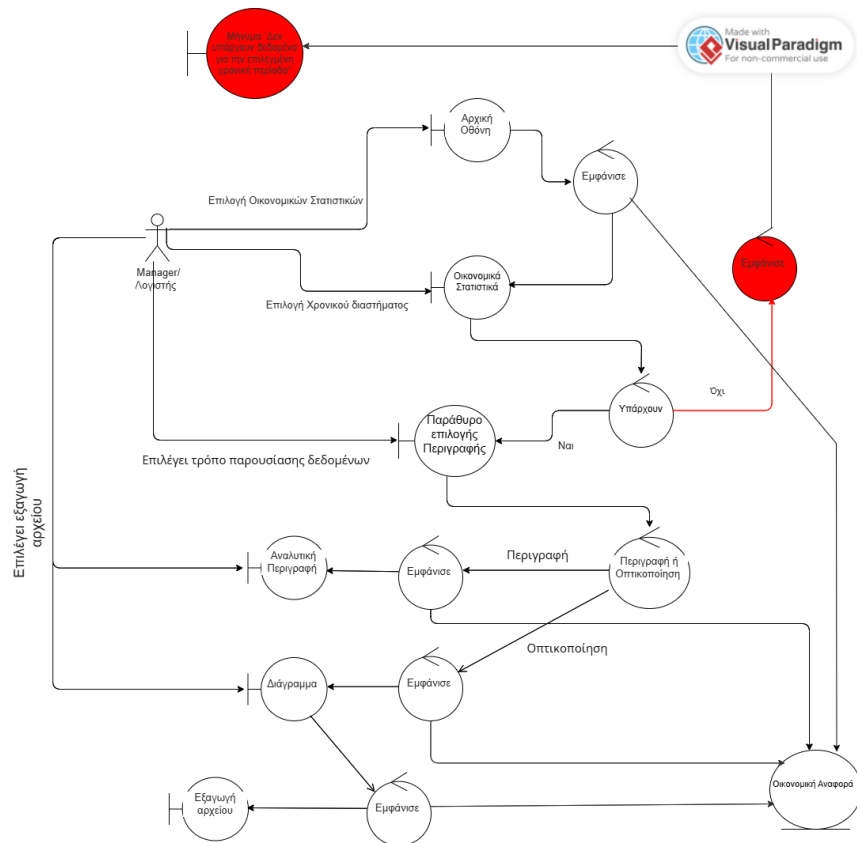 Μήνυμα "Δεν
υπάρχουν δεδομένα
για την επιλεγμένη
χρονική περίοδο"
Made with
Visual Paradigm
For non-commercial use
Αρχική
Οθόνη
Εμφάνισε
Επιλογή Οικονομικών Στατιστικών
Manager/
Λογιστής
Οικονομικά
Στατιστικά
Εμφάνισε
Επιλογή Χρονικού διαστήματος
Υπάρχουν
Όχι
Ναι
Παράθυρο
επιλογής
Περιγραφής
Επιλέγει τρόπο παρουσίασης δεδομένων
Επιλέγει εξαγωγή
αρχείου
Αναλυτική
Περιγραφή
Εμφάνισε
Περιγραφή
Περιγραφή ή
Οπτικοποίηση
Οπτικοποίηση
Διάγραμμα
Εμφάνισε
Εξαγωγή
αρχείου
Εμφάνισε
Οικονομική Αναφορά